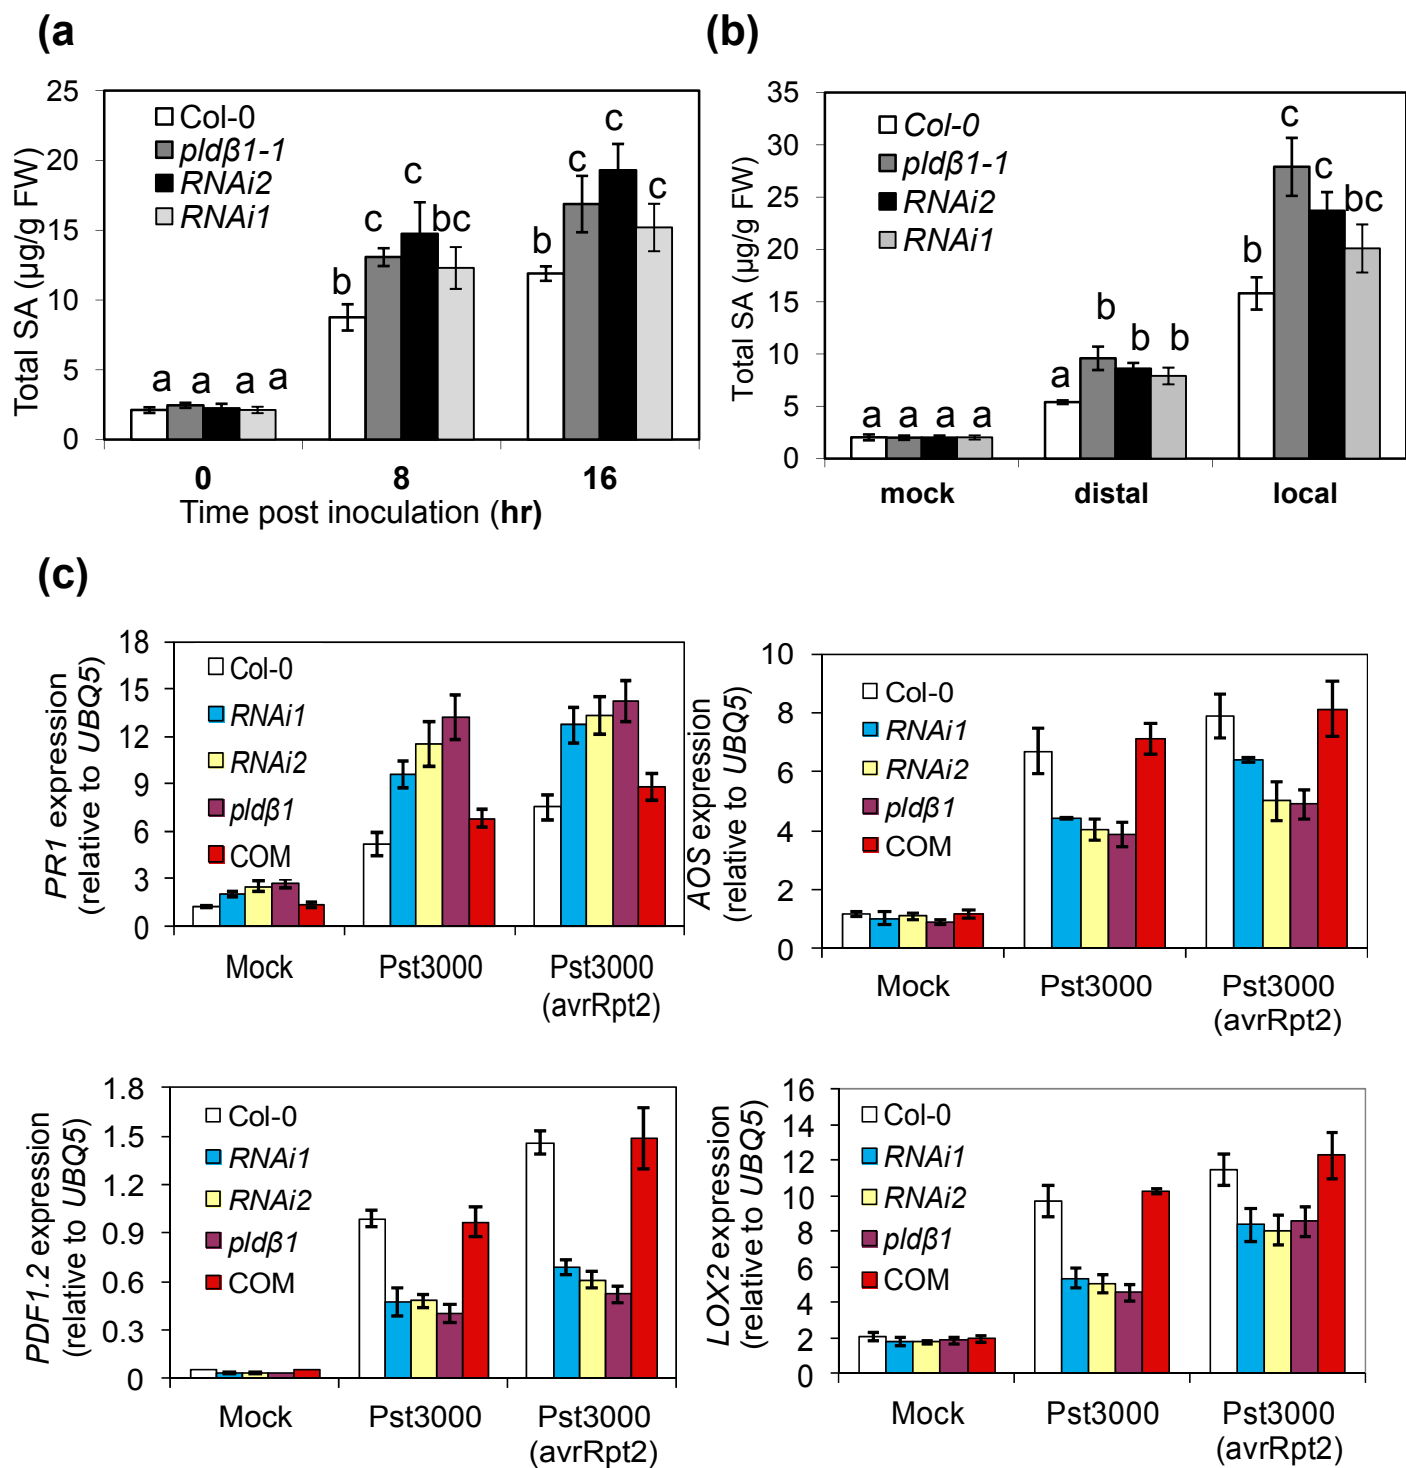 (a
(b)
Total SA (µg/g FW)
25
20
15
10
5
0
Col-0
pldβ1-1
RNAi2
RNAi1
a a a a
b c c bc
b c c c
0 8 16
Time post inoculation (hr)
Total SA (µg/g FW)
35
30
25
20
15
10
5
0
Col-0
pldβ1-1
RNAi2
RNAi1
a a a a
a b b b
b c c bc
mock distal local
(c)
PR1 expression
(relative to UBQ5)
18
15
12
9
6
3
0
Col-0
RNAi1
RNAi2
pldβ1
COM
Mock Pst3000 Pst3000
(avrRpt2)
AOS expression
(relative to UBQ5)
10
8
6
4
2
0
Col-0
RNAi1
RNAi2
pldβ1
COM
Mock Pst3000 Pst3000
(avrRpt2)
PDF1.2 expression
(relative to UBQ5)
1.8
1.5
1.2
0.9
0.6
0.3
0
Col-0
RNAi1
RNAi2
pldβ1
COM
Mock Pst3000 Pst3000
(avrRpt2)
LOX2 expression
(relative to UBQ5)
16
14
12
10
8
6
4
2
0
Col-0
RNAi1
RNAi2
pldβ1
COM
Mock Pst3000 Pst3000
(avrRpt2)